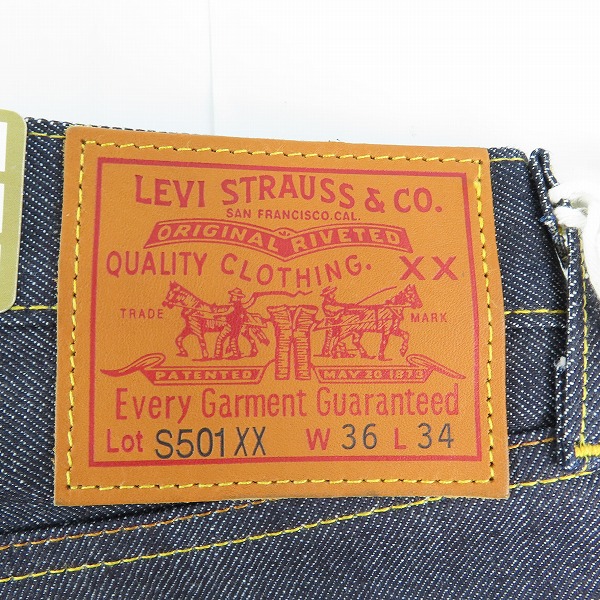 LEVI STRAUSS & CO.
SAN FRANCISCO.CAL.
ORIGINAL RIVETED
QUALITY CLOTHING. XX
TRADE MARK
PATENTED MAY 20 1873
Every Garment Guaranteed
Lot S501XX W 36 L 34